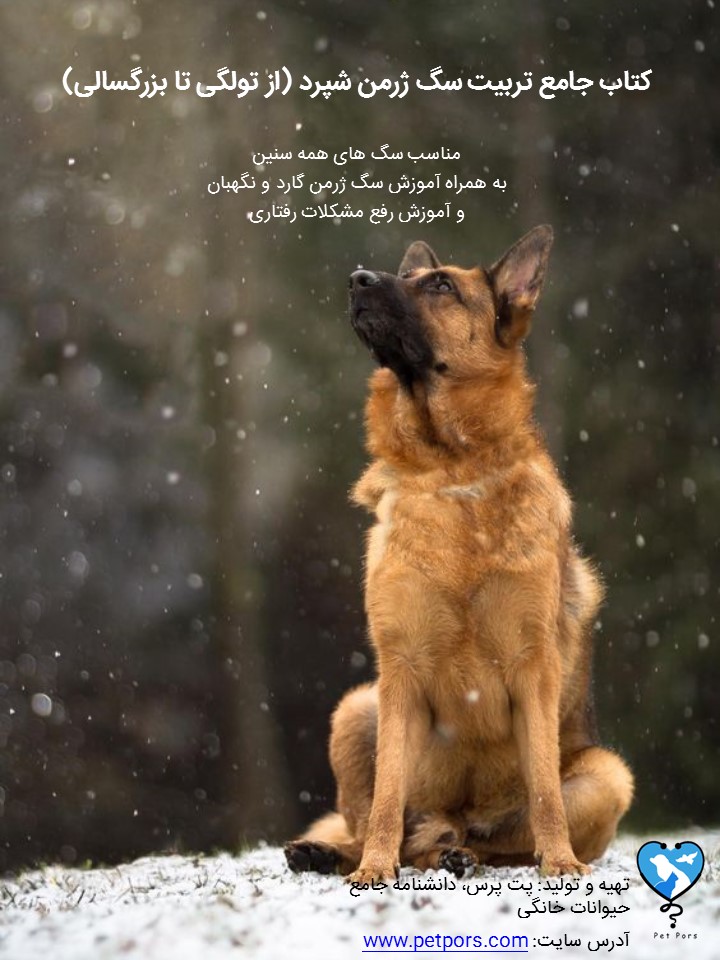 کتاب جامع تربیت سگ ژرمن شپرد (از تولگی تا بزرگسالی)
مناسب سگ های همه سنین
به همراه آموزش سگ ژرمن گارد و نگهبان
و آموزش رفع مشکلات رفتاری
تهیه و تولید: پت پرس، دانشنامه جامع
حیوانات خانگی
آدرس سایت: www.petpors.com
Pet Pors